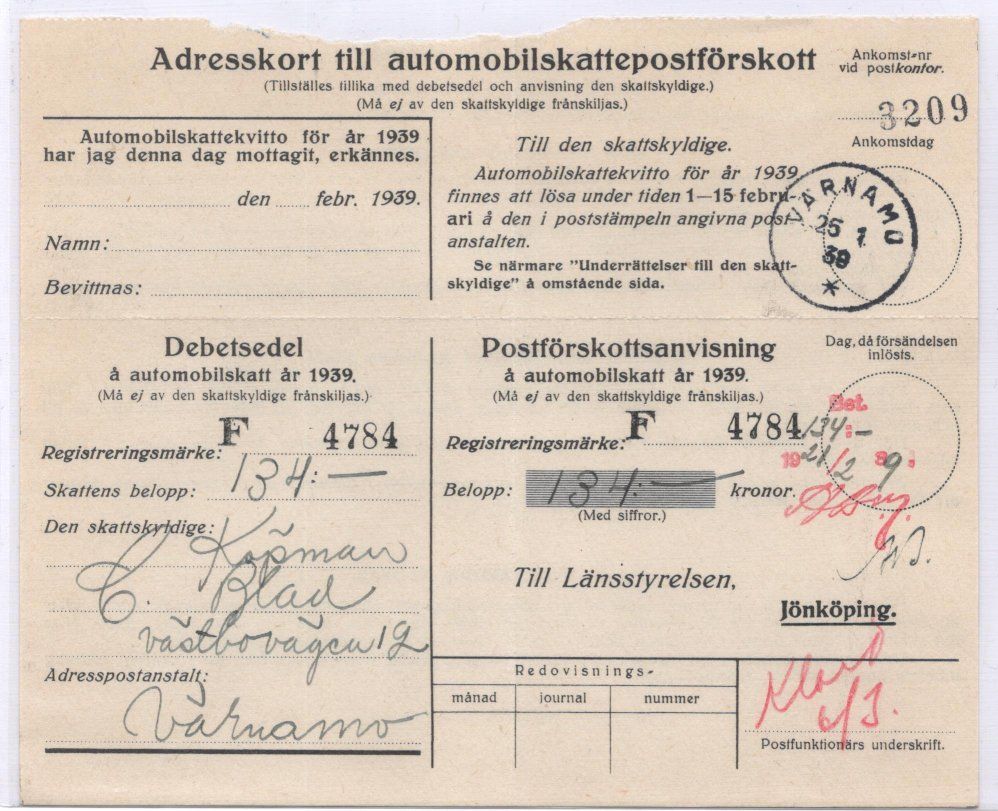 Adresskort till automobilskattepostförskott
(Tillställes tillika med debetsedel och anvisning den skattskyldige.)
(Må ej av den skattskyldige frånskiljas.)
Ankomst-nr
vid postkontor.
3209
Ankomstdag
VÄRNAMO
25 1
39
Automobilskattekvitto för år 1939
har jag denna dag mottagit, erkännes.
den febr. 1939.
Namn:
Bevittnas:
Till den skattskyldige.
Automobilskattekvitto för år 1939
finnes att lösa under tiden 1—15 febru-
ari å den i poststämpeln angivna post-
anstalten.
Se närmare "Underrättelser till den skatt-
skyldige" å omstående sida.
Debetsedel
å automobilskatt år 1939.
(Må ej av den skattskyldige frånskiljas.)
Registreringsmärke: F 4784
Skattens belopp: 134:—
Den skattskyldige:
Köpman
C. Blad
Västbovägen 12
Adresspostanstalt:
Värnamo
Postförskottsanvisning
å automobilskatt år 1939.
(Må ej av den skattskyldige frånskiljas.)
Registreringsmärke: F 4784
Belopp: 134:— kronor.
(Med siffror.)
Till Länsstyrelsen,
Jönköping.
Dag, då försändelsen
inlösts.
Bet.
134:—
Redovisnings-
månad journal nummer
Postfunktionärs underskrift.